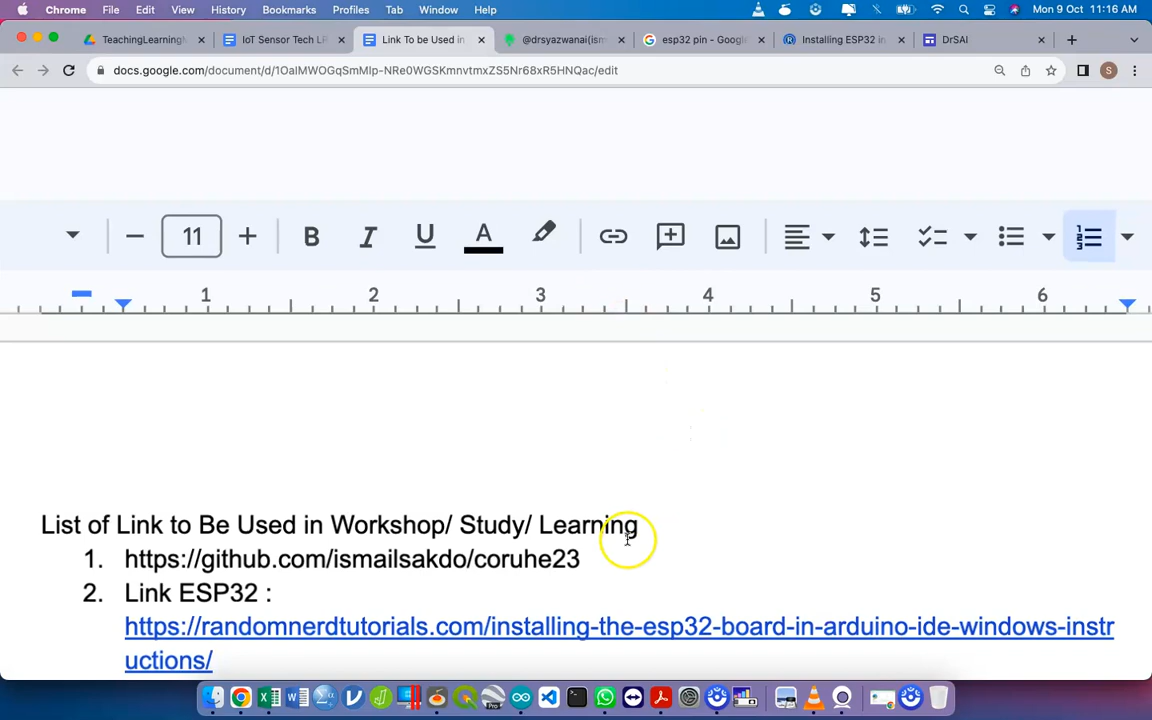 Chrome File Edit View History Bookmarks Profiles Tab Window Help Mon 9 Oct 11:16 AM
TeachingLearningM
IoT Sensor Tech LF
Link To be Used in
@drsyazwanai(ism
esp32 pin - Google
Installing ESP32 in
DrSAI
docs.google.com/document/d/1OalMWOGqSmMlp-NRe0WGSKmnvtmxZS5Nr68xR5HNQac/edit
S
11 B I U A
1 2 3 4 5 6
List of Link to Be Used in Workshop/ Study/ Learning
1. https://github.com/ismailsakdo/coruhe23
2. Link ESP32 :
https://randomnerdtutorials.com/installing-the-esp32-board-in-arduino-ide-windows-instr
uctions/